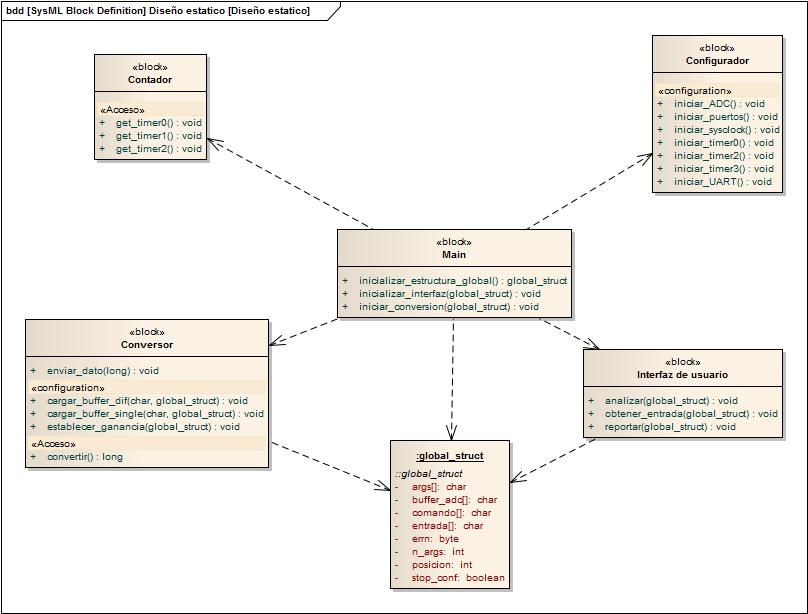 bdd [SysML Block Definition] Diseño estatico [Diseño estatico]
«block»
Contador
«Acceso»
+ get_timer0() : void
+ get_timer1() : void
+ get_timer2() : void
«block»
Configurador
«configuration»
+ iniciar_ADC() : void
+ iniciar_puertos() : void
+ iniciar_sysclock() : void
+ iniciar_timer0() : void
+ iniciar_timer2() : void
+ iniciar_timer3() : void
+ iniciar_UART() : void
«block»
Main
+ inicializar_estructura_global() : global_struct
+ inicializar_interfaz(global_struct) : void
+ iniciar_conversion(global_struct) : void
«block»
Conversor
+ enviar_dato(long) : void
«configuration»
+ cargar_buffer_dif(char, global_struct) : void
+ cargar_buffer_single(char, global_struct) : void
+ establecer_ganancia(global_struct) : void
«Acceso»
+ convertir() : long
«block»
Interfaz de usuario
+ analizar(global_struct) : void
+ obtener_entrada(global_struct) : void
+ reportar(global_struct) : void
:global_struct
::global_struct
- args[]: char
- buffer_adc[]: char
- comando[]: char
- entrada[]: char
- errn: byte
- n_args: int
- posicion: int
- stop_conf: boolean